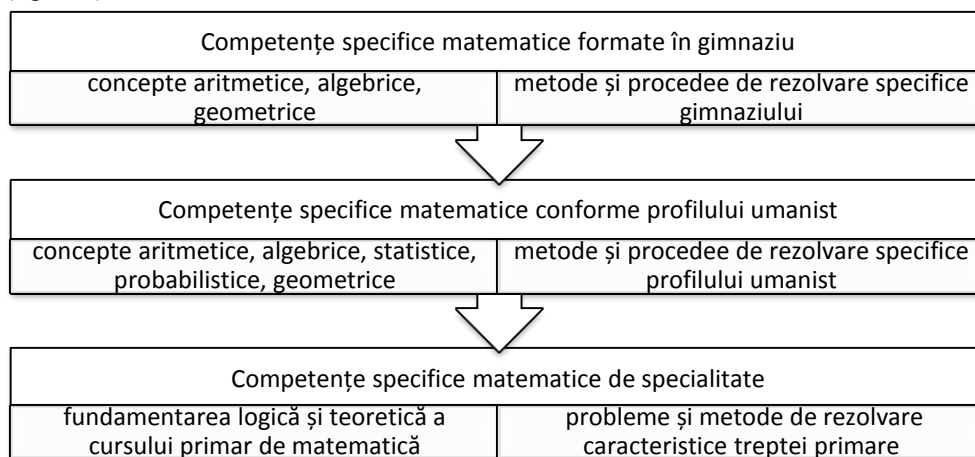 Competențe specifice matematice formate în gimnaziu
concepte aritmetice, algebrice,
geometrice
metode și procedee de rezolvare specifice
gimnaziului
Competențe specifice matematice conforme profilului umanist
concepte aritmetice, algebrice, statistice,
probabilistice, geometrice
metode și procedee de rezolvare specifice
profilului umanist
Competențe specifice matematice de specialitate
fundamentarea logică și teoretică a
cursului primar de matematică
probleme și metode de rezolvare
caracteristice treptei primare